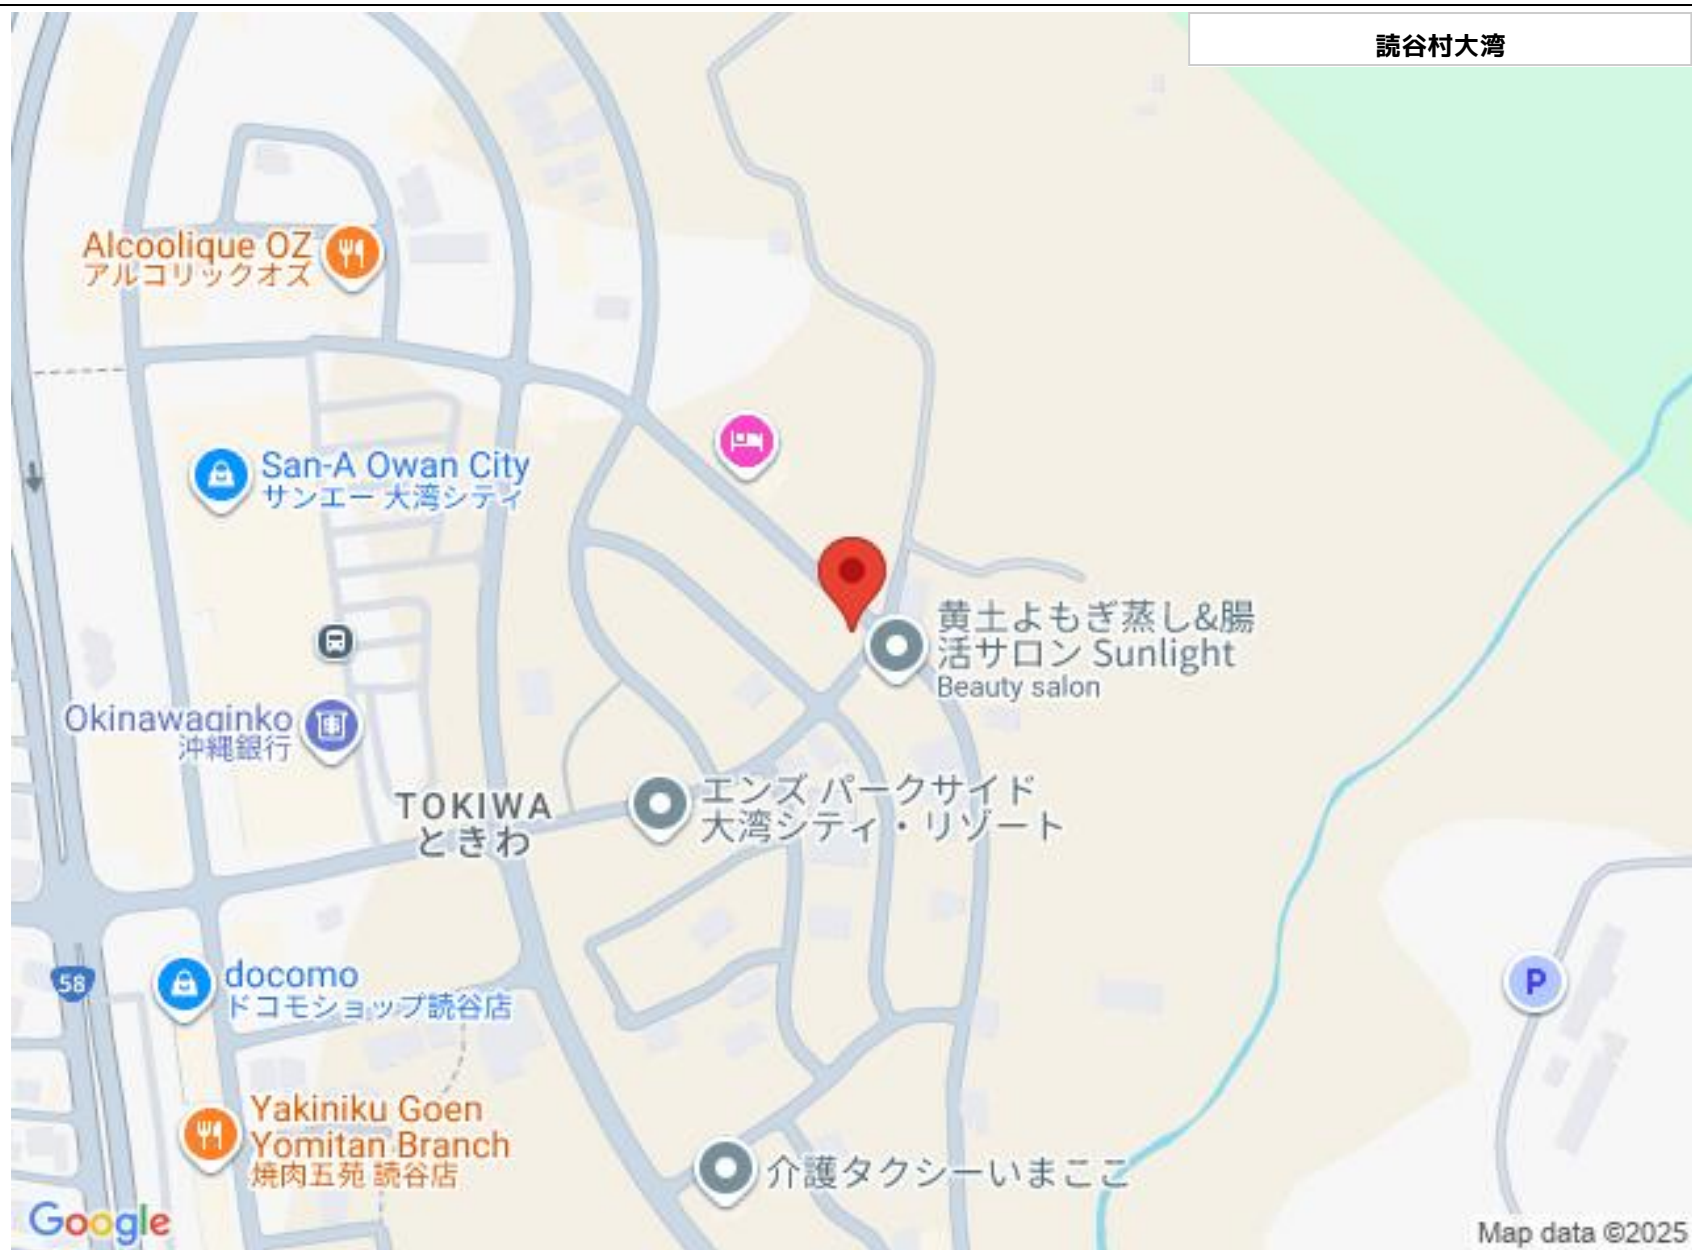 読谷村大湾
Alcoolique OZ
アルコリックオズ
San-A Owan City
サンエー 大湾シティ
黄土よもぎ蒸し&腸
活サロン Sunlight
Beauty salon
Okinawaginko
沖縄銀行
TOKIWA
ときわ
エンズ パークサイド
大湾シティ・リゾート
58
docomo
ドコモショップ読谷店
P
Yakiniku Goen
Yomitan Branch
焼肉五苑 読谷店
介護タクシーいまここ
Google
Map data ©2025